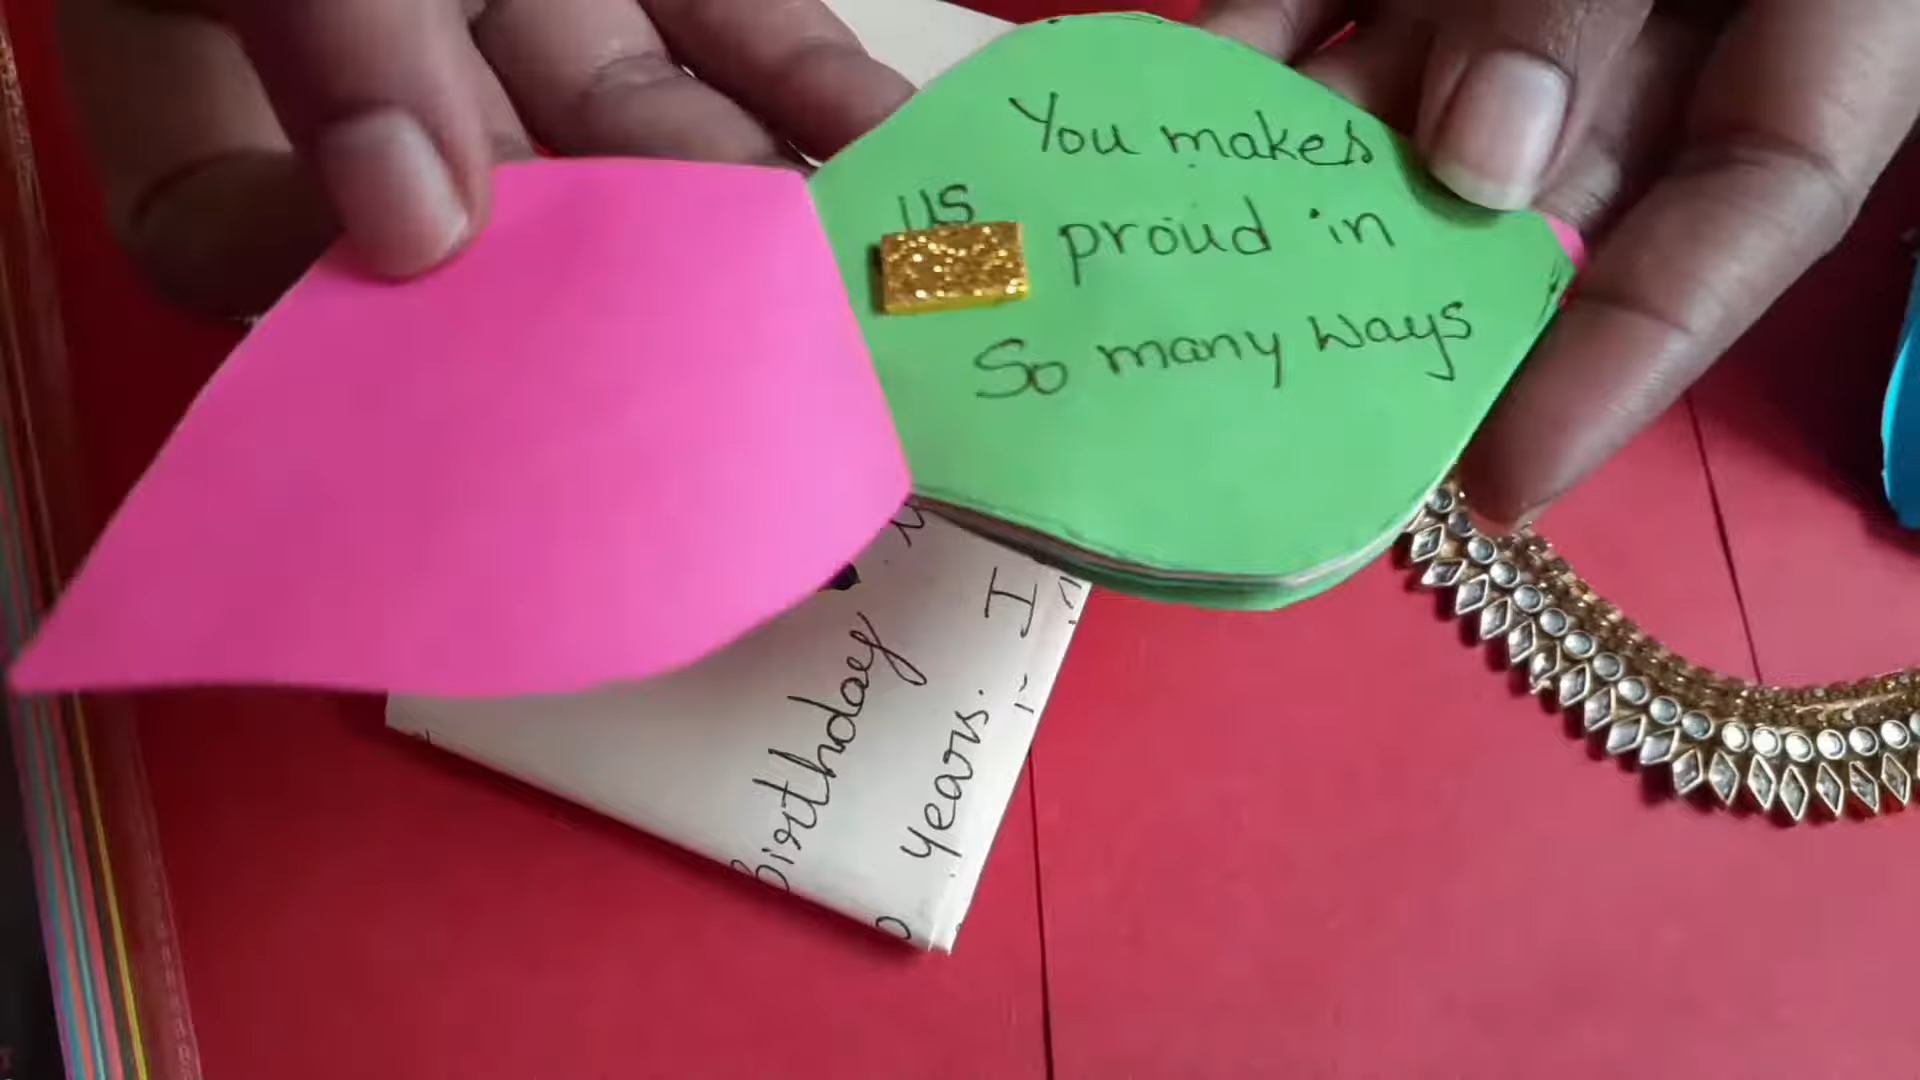 You makes
us proud in
So many ways
Birthday
years. I